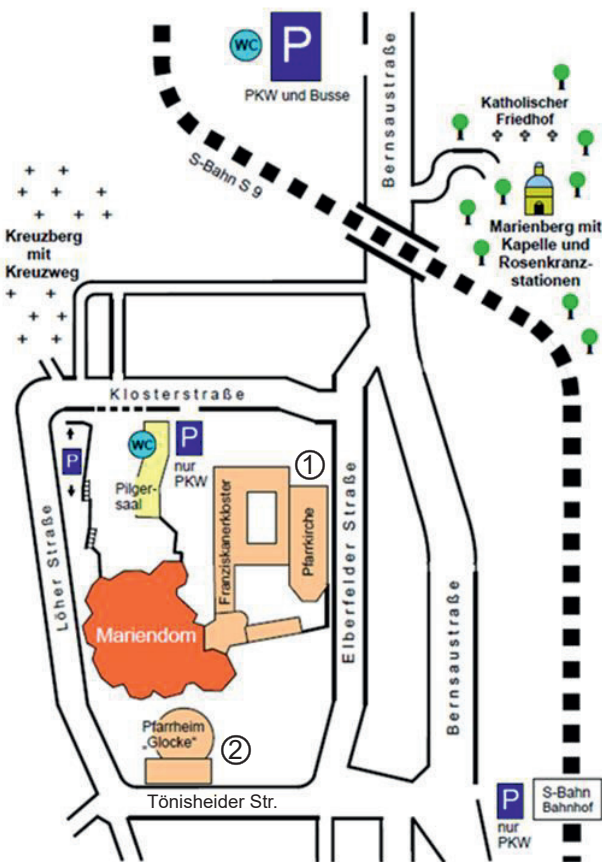 WC
P
PKW und Busse
Bernsaustraße
Katholischer
Friedhof
S-Bahn S 9
Marienberg mit
Kapelle und
Rosenkranz-
stationen
Kreuzberg
mit
Kreuzweg
Klosterstraße
P
WC
P
nur
PKW
Pilger-
saal
①
Franziskanerkloster
Pfarrkirche
Löher Straße
Elberfelder Straße
Mariendom
Bernsaustraße
Pfarrheim
„Glocke“
②
Tönisheider Str.
P
nur
PKW
S-Bahn
Bahnhof